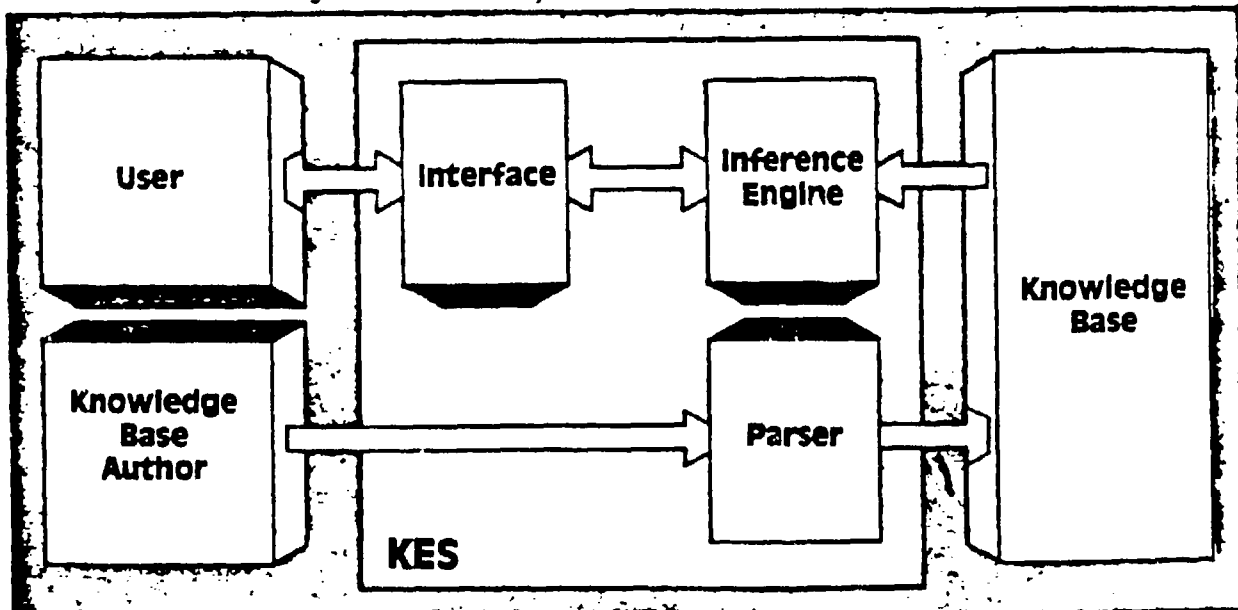 User
Interface
Inference
Engine
Knowledge
Base
Knowledge
Base
Author
Parser
KES